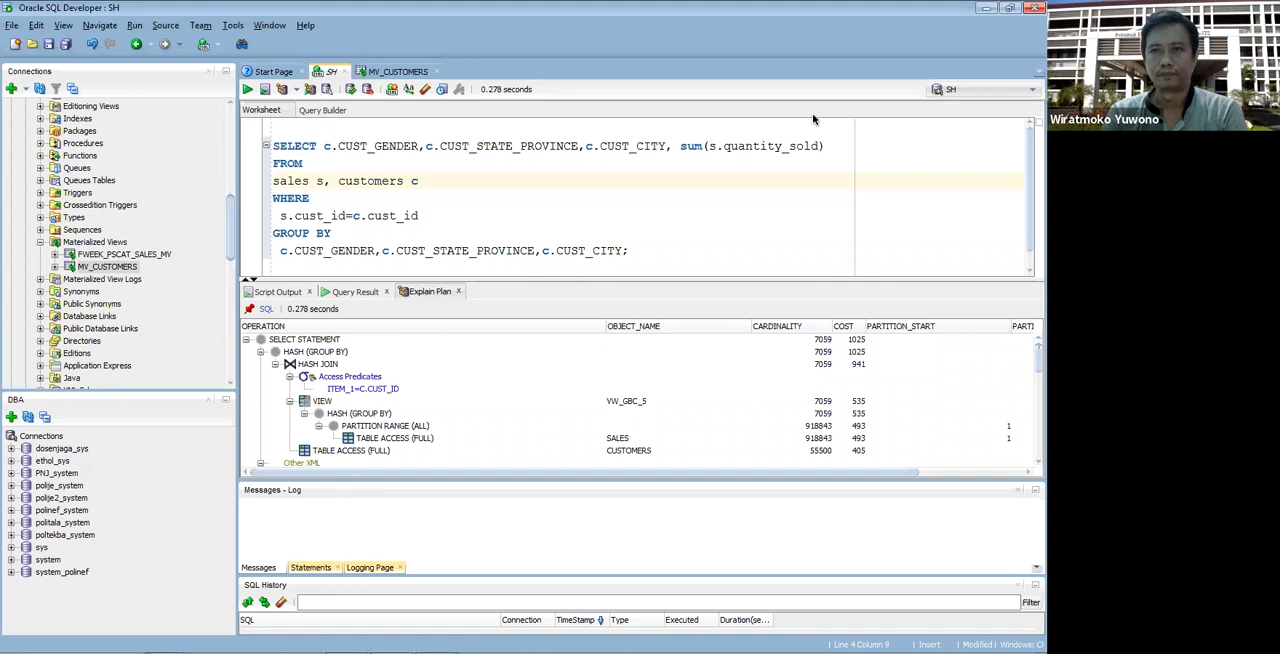 Oracle SQL Developer : SH
File Edit View Navigate Run Source Team Tools Window Help
Connections
Editioning Views
Indexes
Packages
Procedures
Functions
Queues
Queues Tables
Triggers
Crossedition Triggers
Types
Sequences
Materialized Views
FWEEK_PSCAT_SALES_MV
MV_CUSTOMERS
Materialized View Logs
Synonyms
Public Synonyms
Database Links
Public Database Links
Directories
Editions
Application Express
Java
DBA
Connections
dosenjaga_sys
ethol_sys
PNJ_system
polije_system
polije2_system
polinef_system
politala_system
poltekba_system
sys
system
system_polinef
Start Page SH MV_CUSTOMERS
0.278 seconds SH
Worksheet Query Builder
SELECT c.CUST_GENDER,c.CUST_STATE_PROVINCE,c.CUST_CITY, sum(s.quantity_sold)
FROM
sales s, customers c
WHERE
s.cust_id=c.cust_id
GROUP BY
c.CUST_GENDER,c.CUST_STATE_PROVINCE,c.CUST_CITY;
Script Output Query Result Explain Plan
SQL 0.278 seconds
OPERATION OBJECT_NAME CARDINALITY COST PARTITION_START PARTI
SELECT STATEMENT 7059 1025
HASH (GROUP BY) 7059 1025
HASH JOIN 7059 941
Access Predicates
ITEM_1=C.CUST_ID
VIEW VW_GBC_5 7059 535
HASH (GROUP BY) 7059 535
PARTITION RANGE (ALL) 918843 493 1
TABLE ACCESS (FULL) SALES 918843 493 1
TABLE ACCESS (FULL) CUSTOMERS 55500 405
Other XML
Messages - Log
Messages Statements Logging Page
SQL History
Filter
SQL Connection TimeStamp Type Executed Duration(se...
Line 4 Column 9 Insert Modified Windows: Cl
Wiratmoko Yuwono